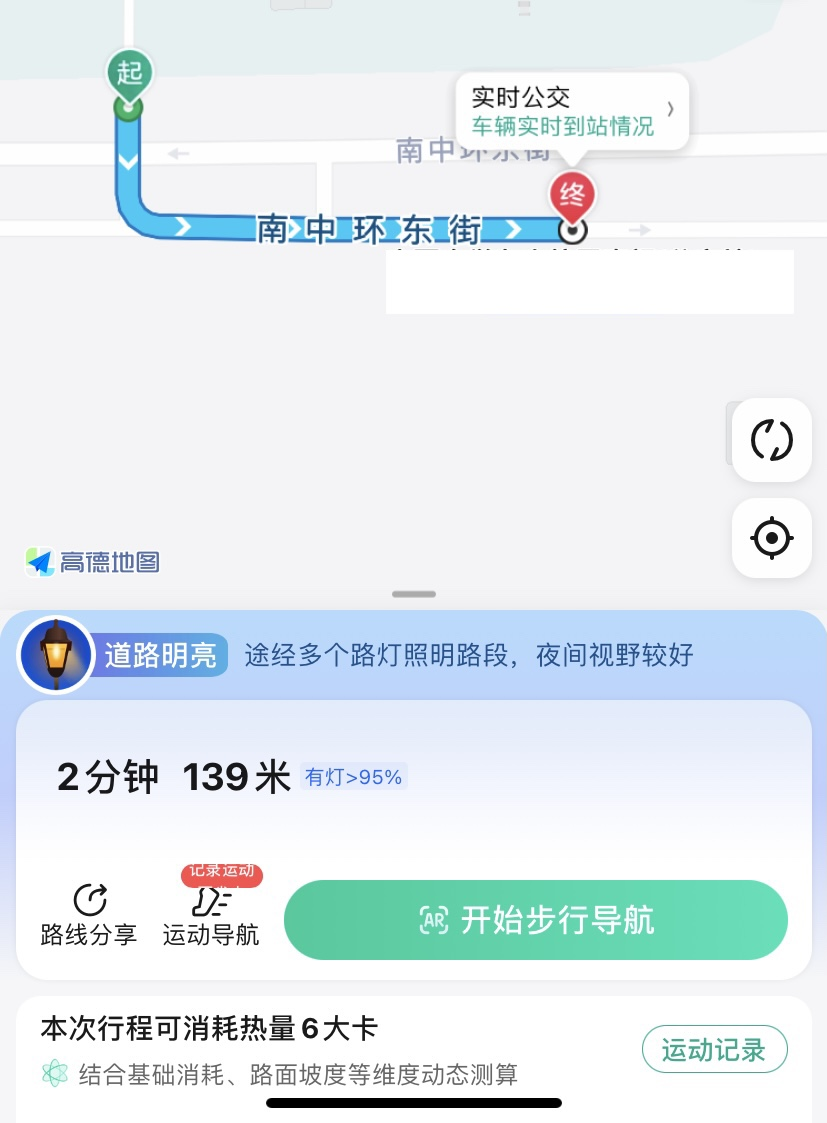 起
实时公交
车辆实时到站情况
南中环东街
终
南中环东街
高德地图
道路明亮
途经多个路灯照明路段，夜间视野较好
2分钟 139米 有灯>95%
记录运动
路线分享
运动导航
AR 开始步行导航
本次行程可消耗热量6大卡
结合基础消耗、路面坡度等维度动态测算
运动记录